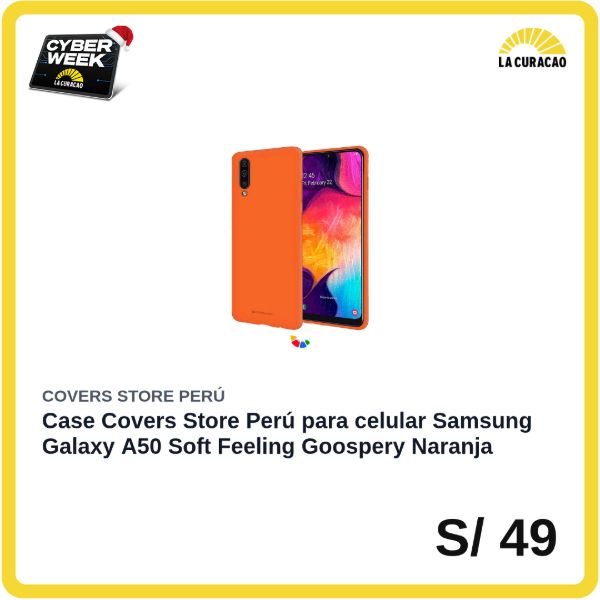 CYBER
WEEK
LA CURACAO
LA CURACAO
COVERS STORE PERÚ
Case Covers Store Perú para celular Samsung
Galaxy A50 Soft Feeling Goospery Naranja
S/ 49